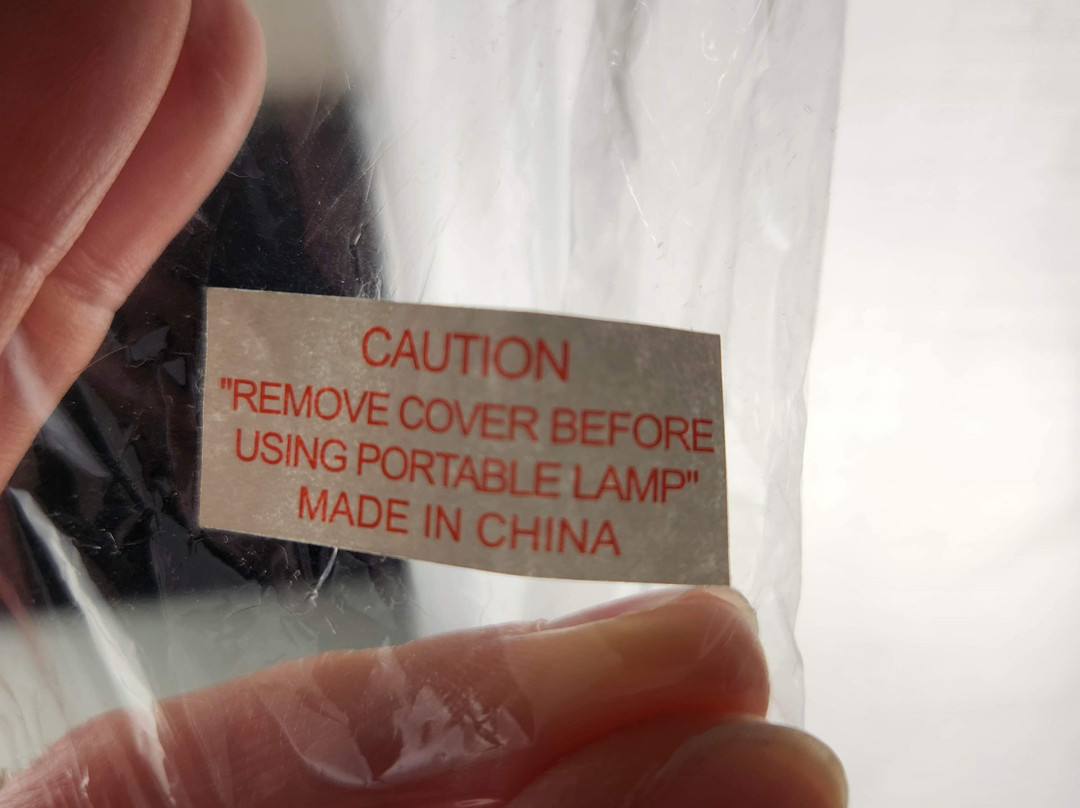 CAUTION
"REMOVE COVER BEFORE
USING PORTABLE LAMP"
MADE IN CHINA